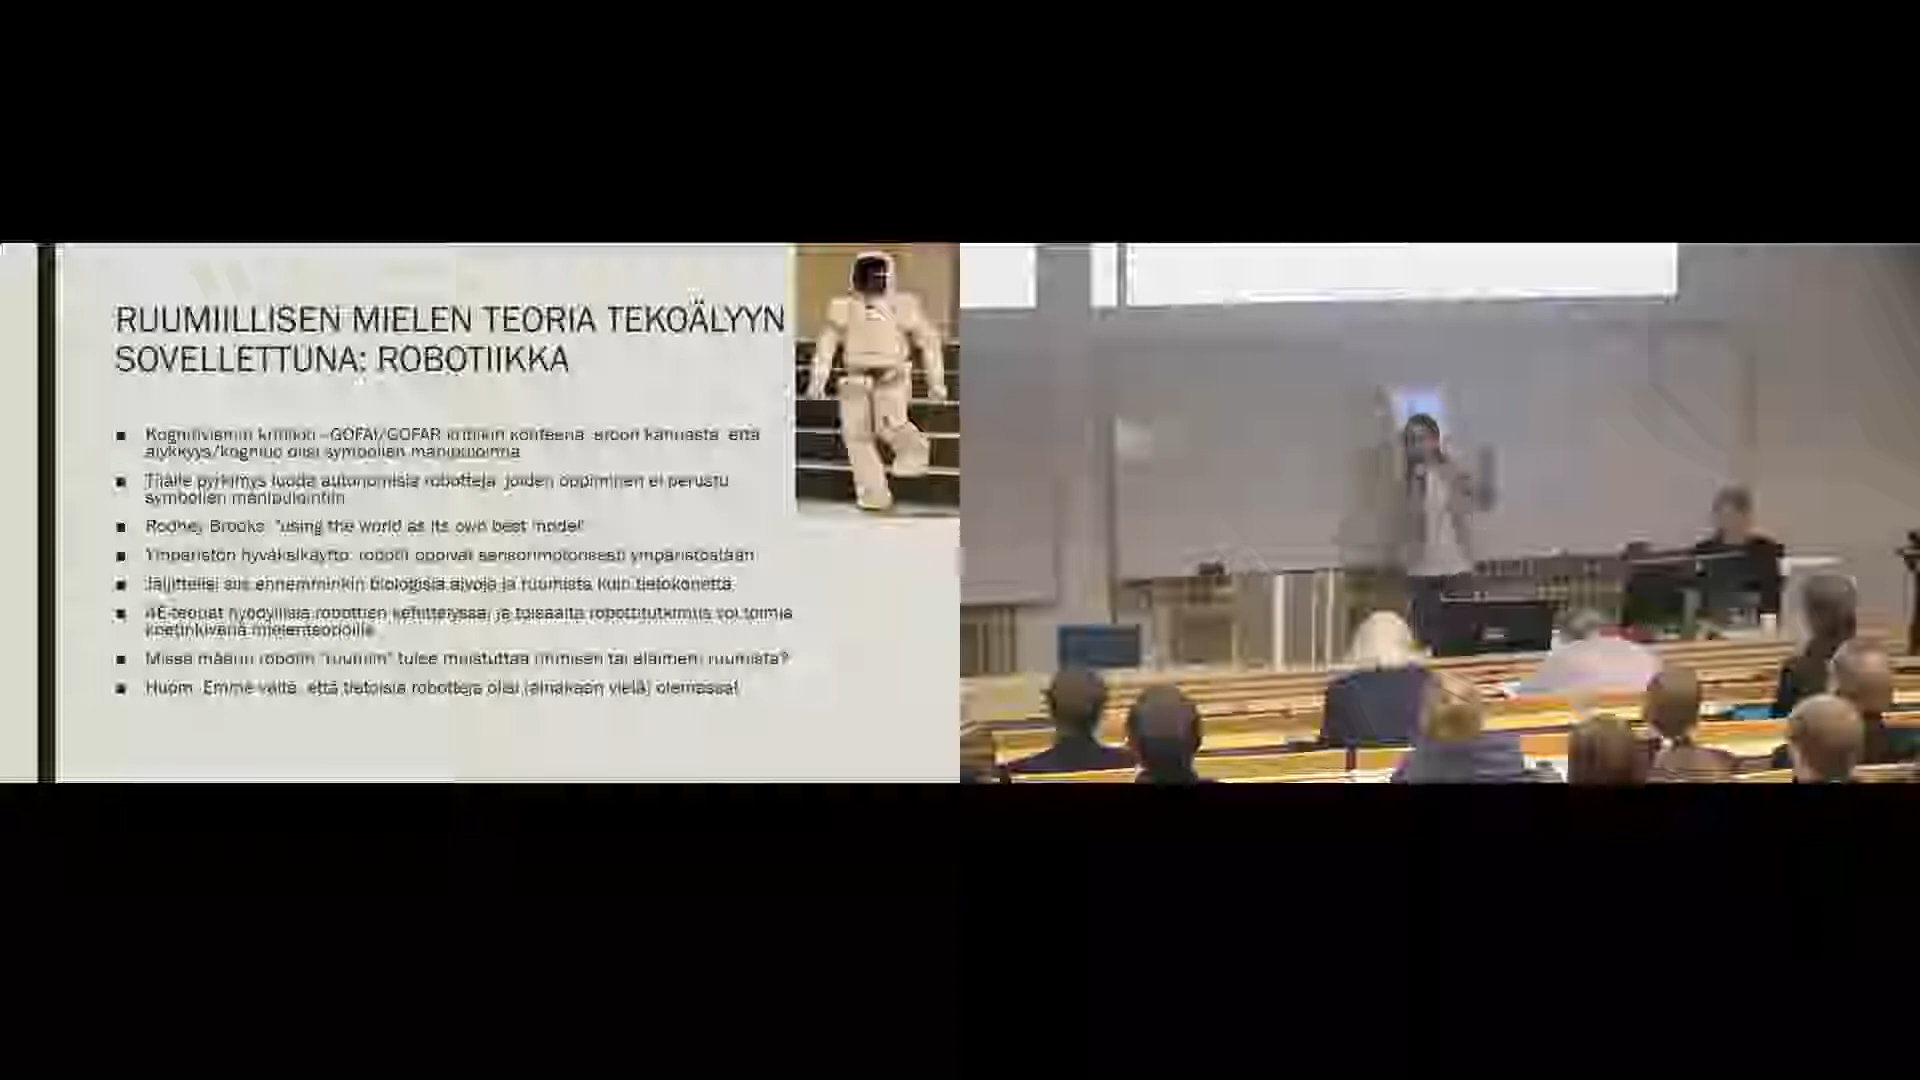 RUUMIILLISEN MIELEN TEORIA TEKOÄLYYN
SOVELLETTUNA: ROBOTIIKKA
Kognitivismin kritiikki -GOFAI/GOFAR kritiikin kohteena: eroon kannasta, että
älykkyys/kognitio olisi symbolien manipulointia
Tilalle pyrkimys luoda autonomisia robotteja, joiden oppiminen ei perustu
symbolien manipulointiin
Rodney Brooks: "using the world as its own best model"
Ympäristön hyväksikäyttö: robotti oppivat sensorimotorisesti ympäristöstään
Jäljittelisi siis ennemminkin biologisia aivoja ja ruumista kuin tietokonetta
4E-teoriat hyödyllisiä robottien kehittelyssä, ja toisaalta robottitutkimus voi toimia
koetinkivenä mielenteorioille
Missä määrin robotin "ruumiin" tulee muistuttaa ihmisen tai eläimen ruumista?
Huom. Emme väitä, että tietoisia robotteja olisi (ainakaan vielä) olemassa!